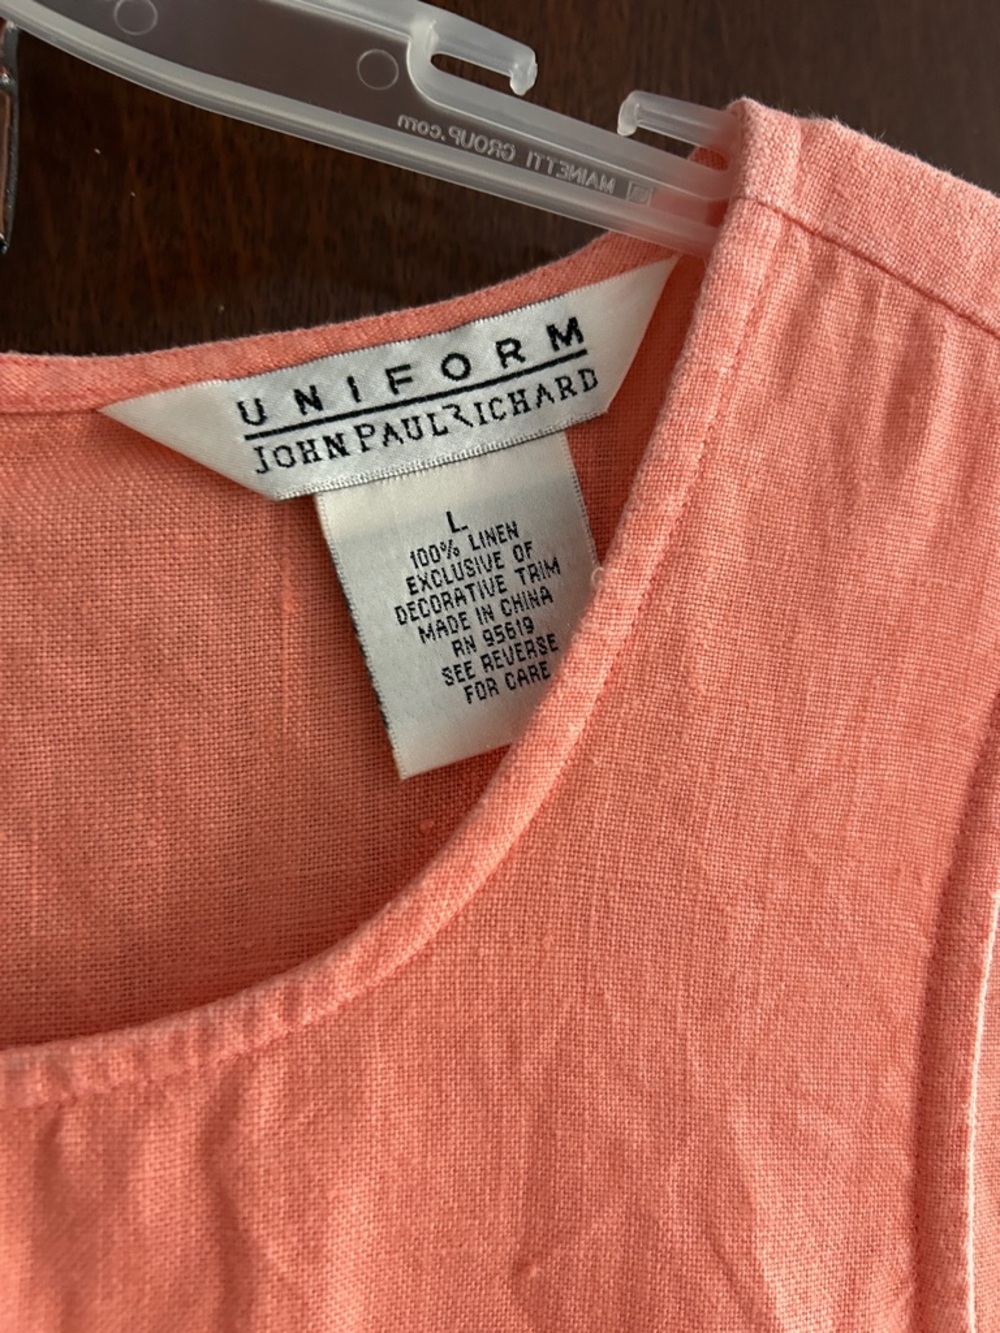 MAINETTI GROUP.com
UNIFORM
JOHN PAUL RICHARD
L
100% LINEN
EXCLUSIVE OF
DECORATIVE TRIM
MADE IN CHINA
RN 95619
SEE REVERSE
FOR CARE